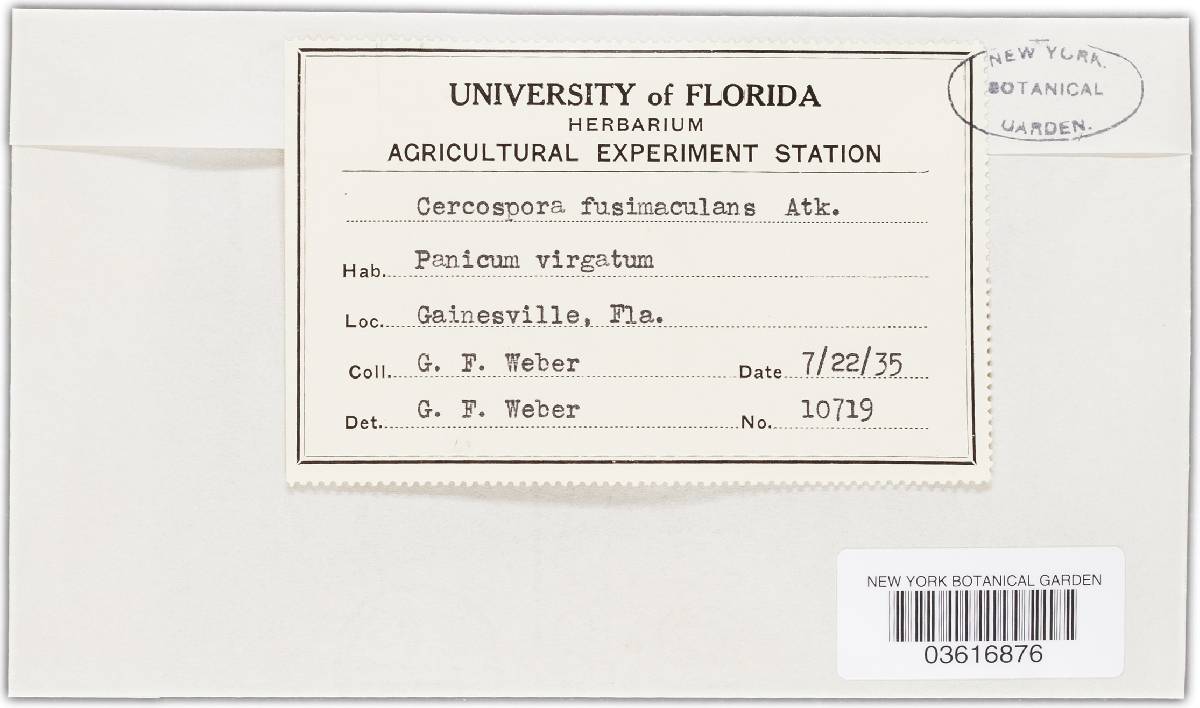 UNIVERSITY of FLORIDA
HERBARIUM
AGRICULTURAL EXPERIMENT STATION
Cercospora fusimaculans Atk.
Hab. Panicum virgatum
Loc. Gainesville, Fla.
Coll. G. F. Weber Date 7/22/35
Det. G. F. Weber No. 10719
NEW YORK
BOTANICAL
GARDEN.
NEW YORK BOTANICAL GARDEN
03616876